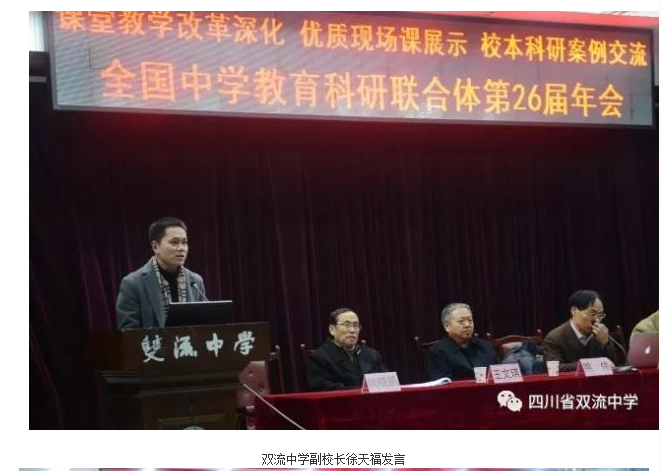 课堂教学改革深化 优质现场课展示 校本科研案例交流
全国中学教育科研联合体第26届年会
雙流中學
王文琪
四川省双流中学
双流中学副校长徐天福发言